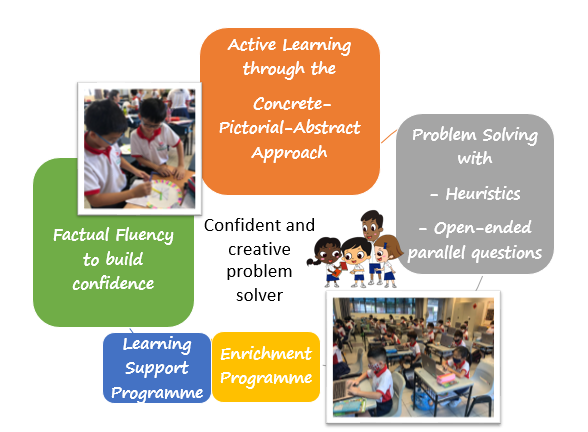 Active Learning
through the
Concrete-
Pictorial-Abstract
Approach
Problem Solving
with
- Heuristics
- Open-ended
parallel questions
Factual Fluency
to build
confidence
Confident and
creative
problem
solver
Learning
Support
Programme
Enrichment
Programme